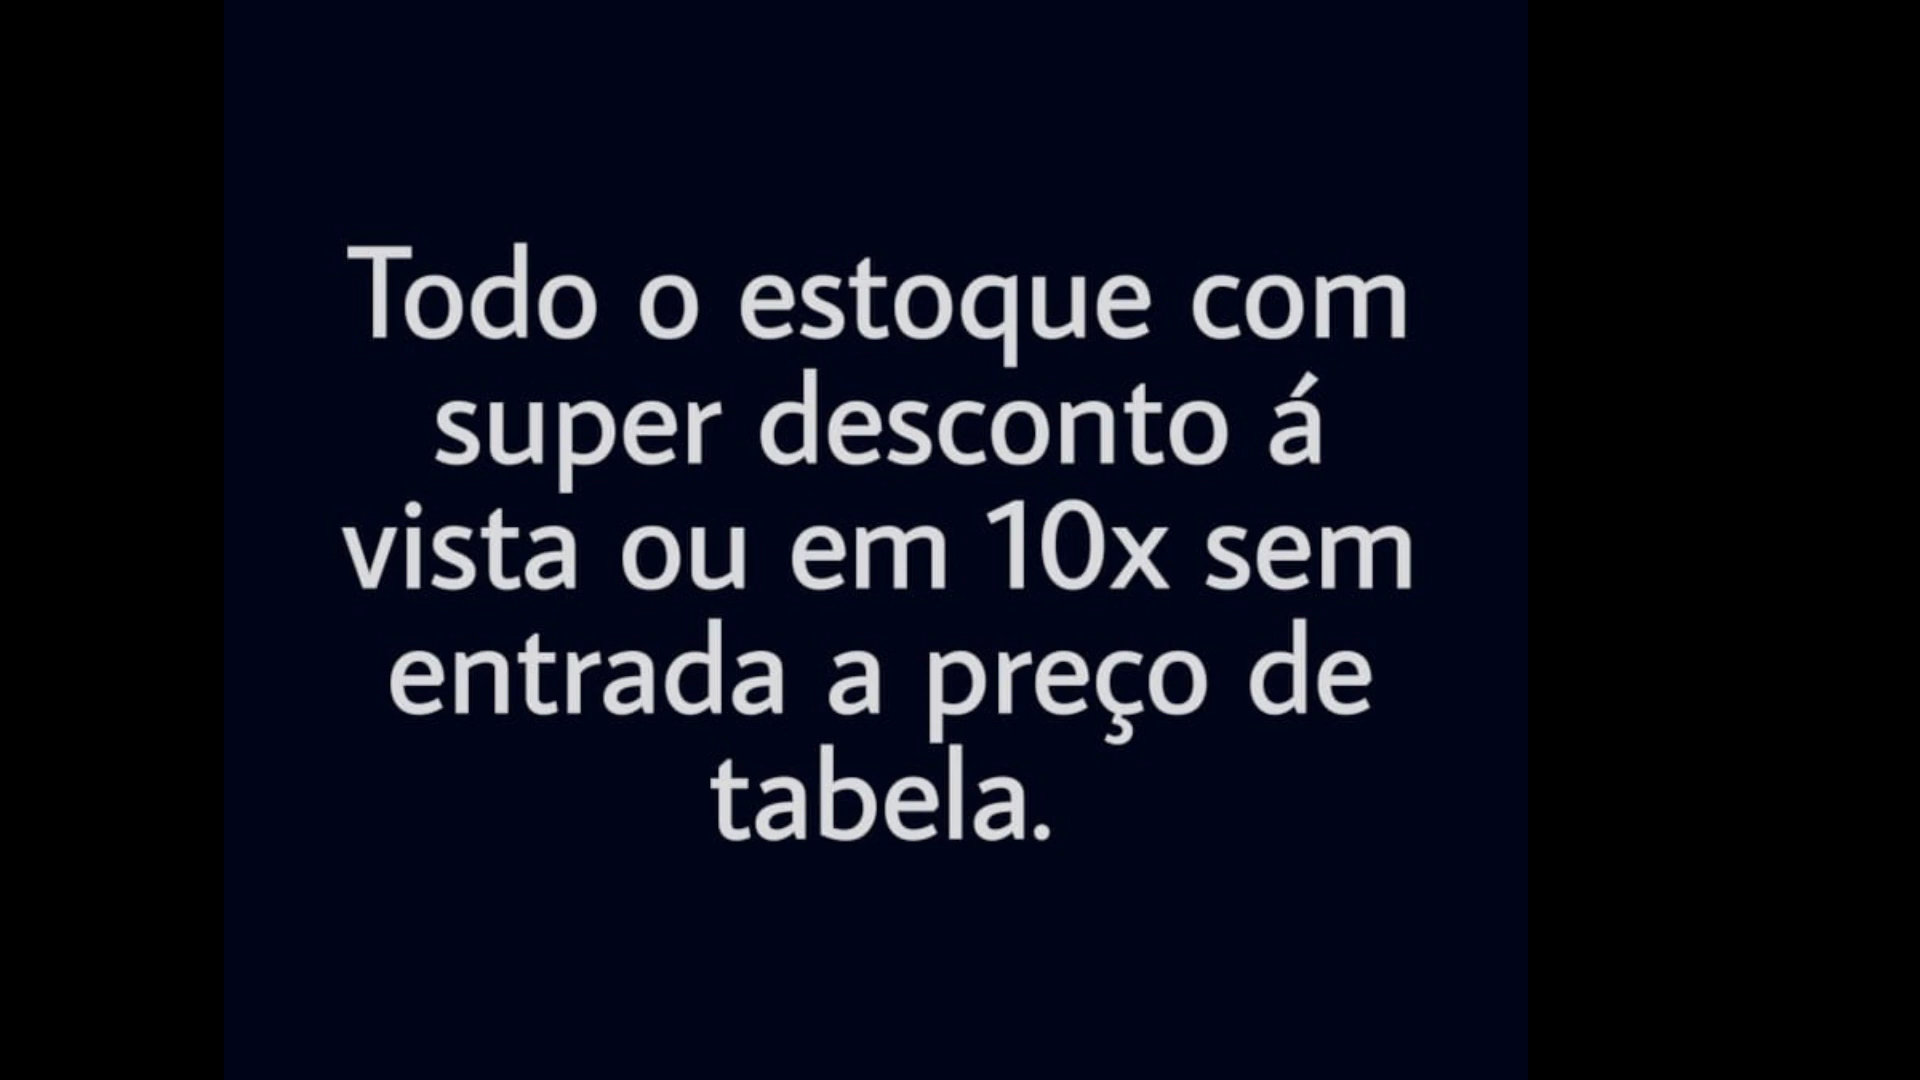 Todo o estoque com
super desconto á
vista ou em 10x sem
entrada a preço de
tabela.